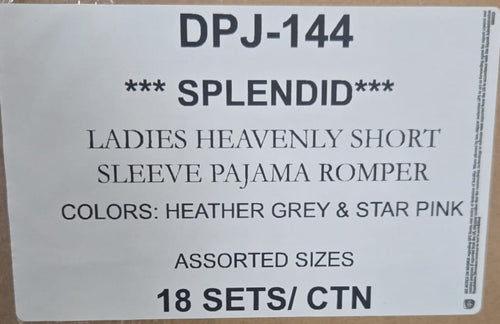 DPJ-144
*** SPLENDID***
LADIES HEAVENLY SHORT
SLEEVE PAJAMA ROMPER
COLORS: HEATHER GREY & STAR PINK
ASSORTED SIZES
18 SETS/ CTN